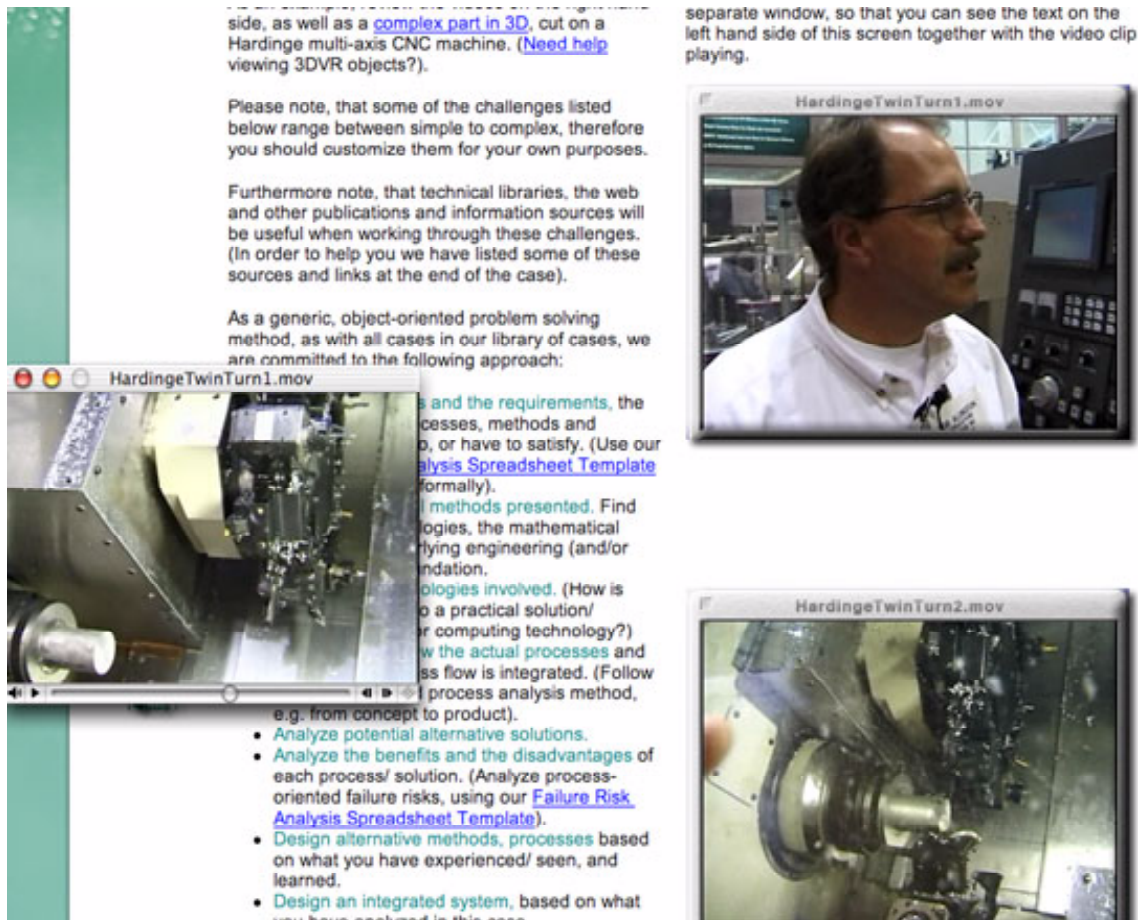 side, as well as a complex part in 3D, cut on a
Hardinge multi-axis CNC machine. (Need help
viewing 3DVR objects?).
Please note, that some of the challenges listed
below range between simple to complex, therefore
you should customize them for your own purposes.
Furthermore note, that technical libraries, the web
and other publications and information sources will
be useful when working through these challenges.
(In order to help you we have listed some of these
sources and links at the end of the case).
As a generic, object-oriented problem solving
method, as with all cases in our library of cases, we
are committed to the following approach:
HardingeTwinTurn1.mov
s and the requirements, the
cesses, methods and
o, or have to satisfy. (Use our
alysis Spreadsheet Template
formally).
l methods presented. Find
logies, the mathematical
rlying engineering (and/or
ndation.
ologies involved. (How is
o a practical solution/
or computing technology?)
w the actual processes and
ss flow is integrated. (Follow
l process analysis method,
e.g. from concept to product).
• Analyze potential alternative solutions.
• Analyze the benefits and the disadvantages of
each process/ solution. (Analyze process-
oriented failure risks, using our Failure Risk
Analysis Spreadsheet Template).
• Design alternative methods, processes based
on what you have experienced/ seen, and
learned.
• Design an integrated system, based on what
you have analyzed in this case
separate window, so that you can see the text on the
left hand side of this screen together with the video clip
playing.
HardingeTwinTurn1.mov
HardingeTwinTurn2.mov